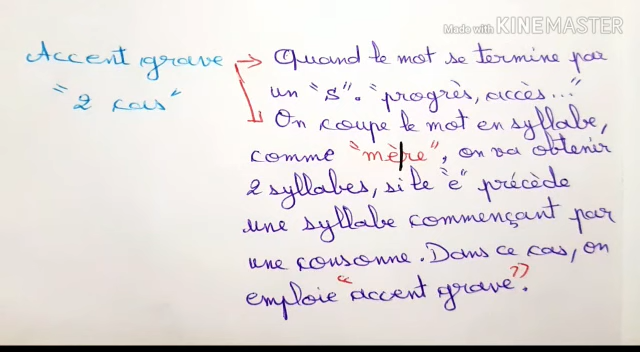 Made with KINEMASTER
Accent grave → Quand le mot se termine par
"2 cas" un "s". "progrès, accès..."
On coupe le mot en syllabe,
comme "mère", on va obtenir
2 syllabes, si le "e" précède
une syllabe commençant par
une consonne. Dans ce cas, on
emploie "accent grave".